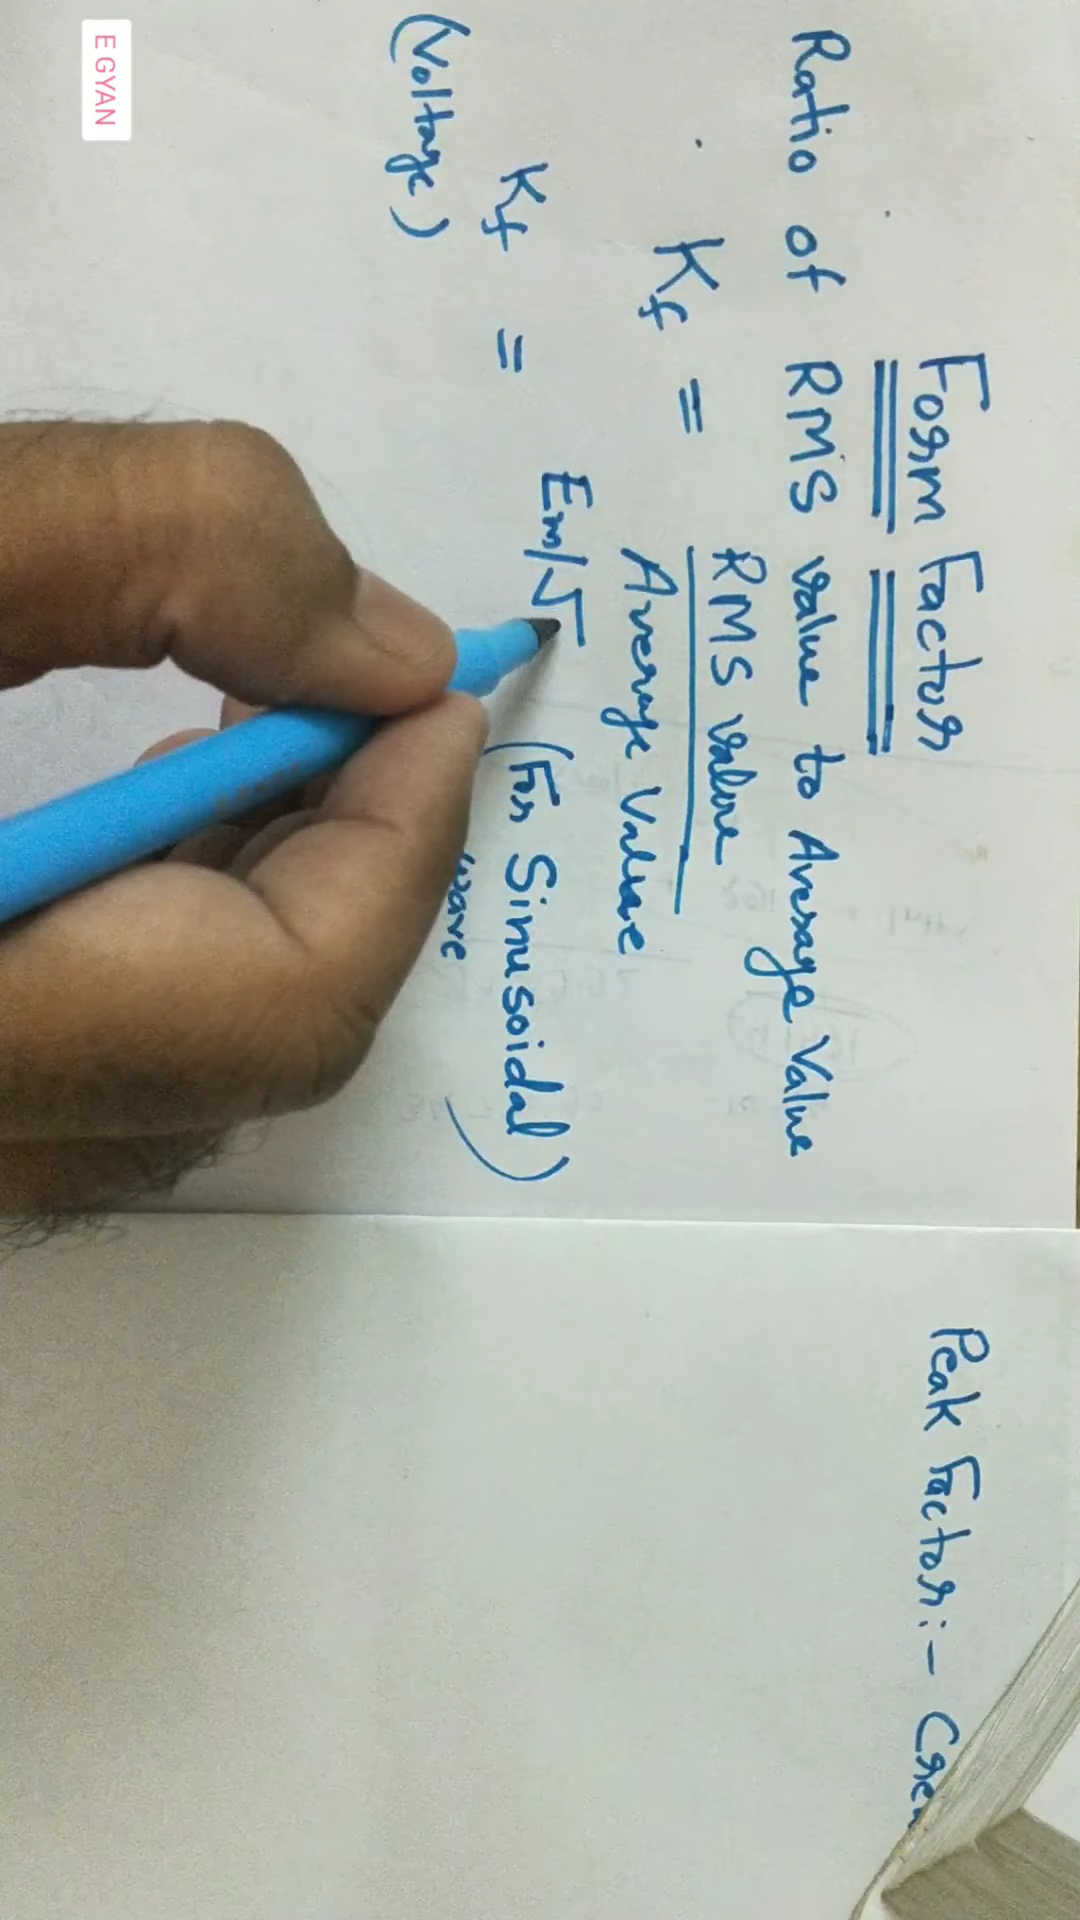 E GYAN
Form Factor
Ratio of RMS value to Average Value
Kf = RMS value
Average Value
Kf = Em/√ (For Sinusoidal)
(Voltage) wave
Peak Factor:-